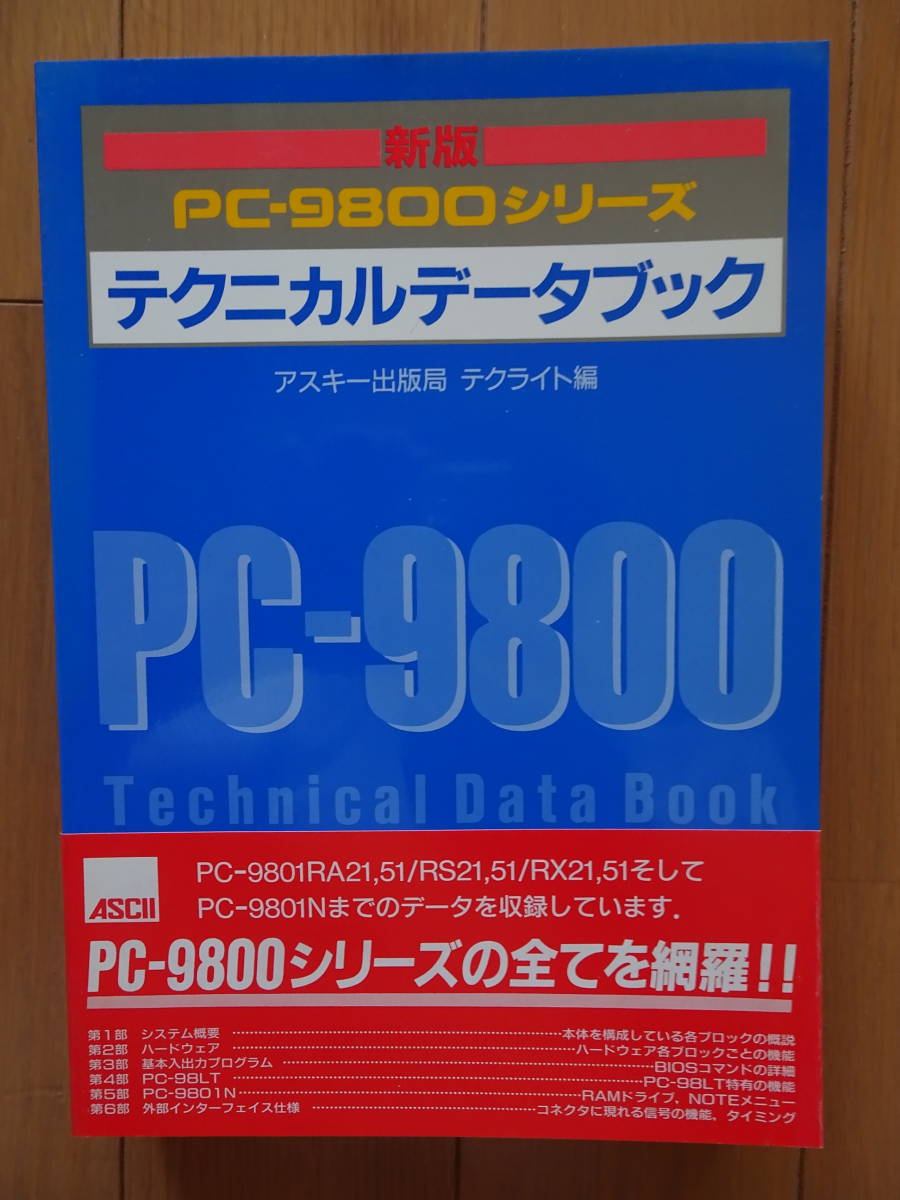 新版
PC-9800シリーズ
テクニカルデータブック
アスキー出版局 テクライト編
PC-9800
Technical Data Book
ASCII
PC-9801RA21,51/RS21,51/RX21,51そして
PC-9801Nまでのデータを収録しています.
PC-9800シリーズの全てを網羅!!
第1部 システム概要 ……………………………… 本体を構成している各ブロックの概説
第2部 ハードウェア ……………………………… ハードウェア各ブロックごとの機能
第3部 基本入出力プログラム ……………………………… BIOSコマンドの詳細
第4部 PC-98LT ……………………………… PC-98LT特有の機能
第5部 PC-9801N ……………………………… RAMドライブ、NOTEメニュー
第6部 外部インターフェイス仕様 ……………………………… コネクタに現れる信号の機能、タイミング